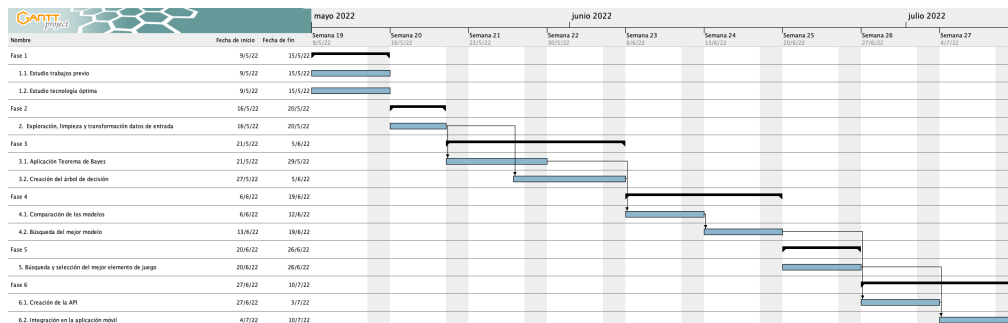 GANTT
project
mayo 2022
junio 2022
julio 2022
Semana 19
Semana 20
Semana 21
Semana 22
Semana 23
Semana 24
Semana 25
Semana 26
Semana 27
9/5/22
16/5/22
23/5/22
30/5/22
6/6/22
13/6/22
20/6/22
27/6/22
4/7/22
Nombre Fecha de inicio Fecha de fin
Fase 1 9/5/22 15/5/22
1.1. Estudio trabajos previo 9/5/22 15/5/22
1.2. Estudio tecnología óptima 9/5/22 15/5/22
Fase 2 16/5/22 20/5/22
2. Exploración, limpieza y transformación datos de entrada 16/5/22 20/5/22
Fase 3 21/5/22 5/6/22
3.1. Aplicación Teorema de Bayes 21/5/22 29/5/22
3.2. Creación del árbol de decisión 27/5/22 5/6/22
Fase 4 6/6/22 19/6/22
4.1. Comparación de los modelos 6/6/22 12/6/22
4.2. Búsqueda del mejor modelo 13/6/22 19/6/22
Fase 5 20/6/22 26/6/22
5. Búsqueda y selección del mejor elemento de juego 20/6/22 26/6/22
Fase 6 27/6/22 10/7/22
6.1. Creación de la API 27/6/22 3/7/22
6.2. Integración en la aplicación móvil 4/7/22 10/7/22